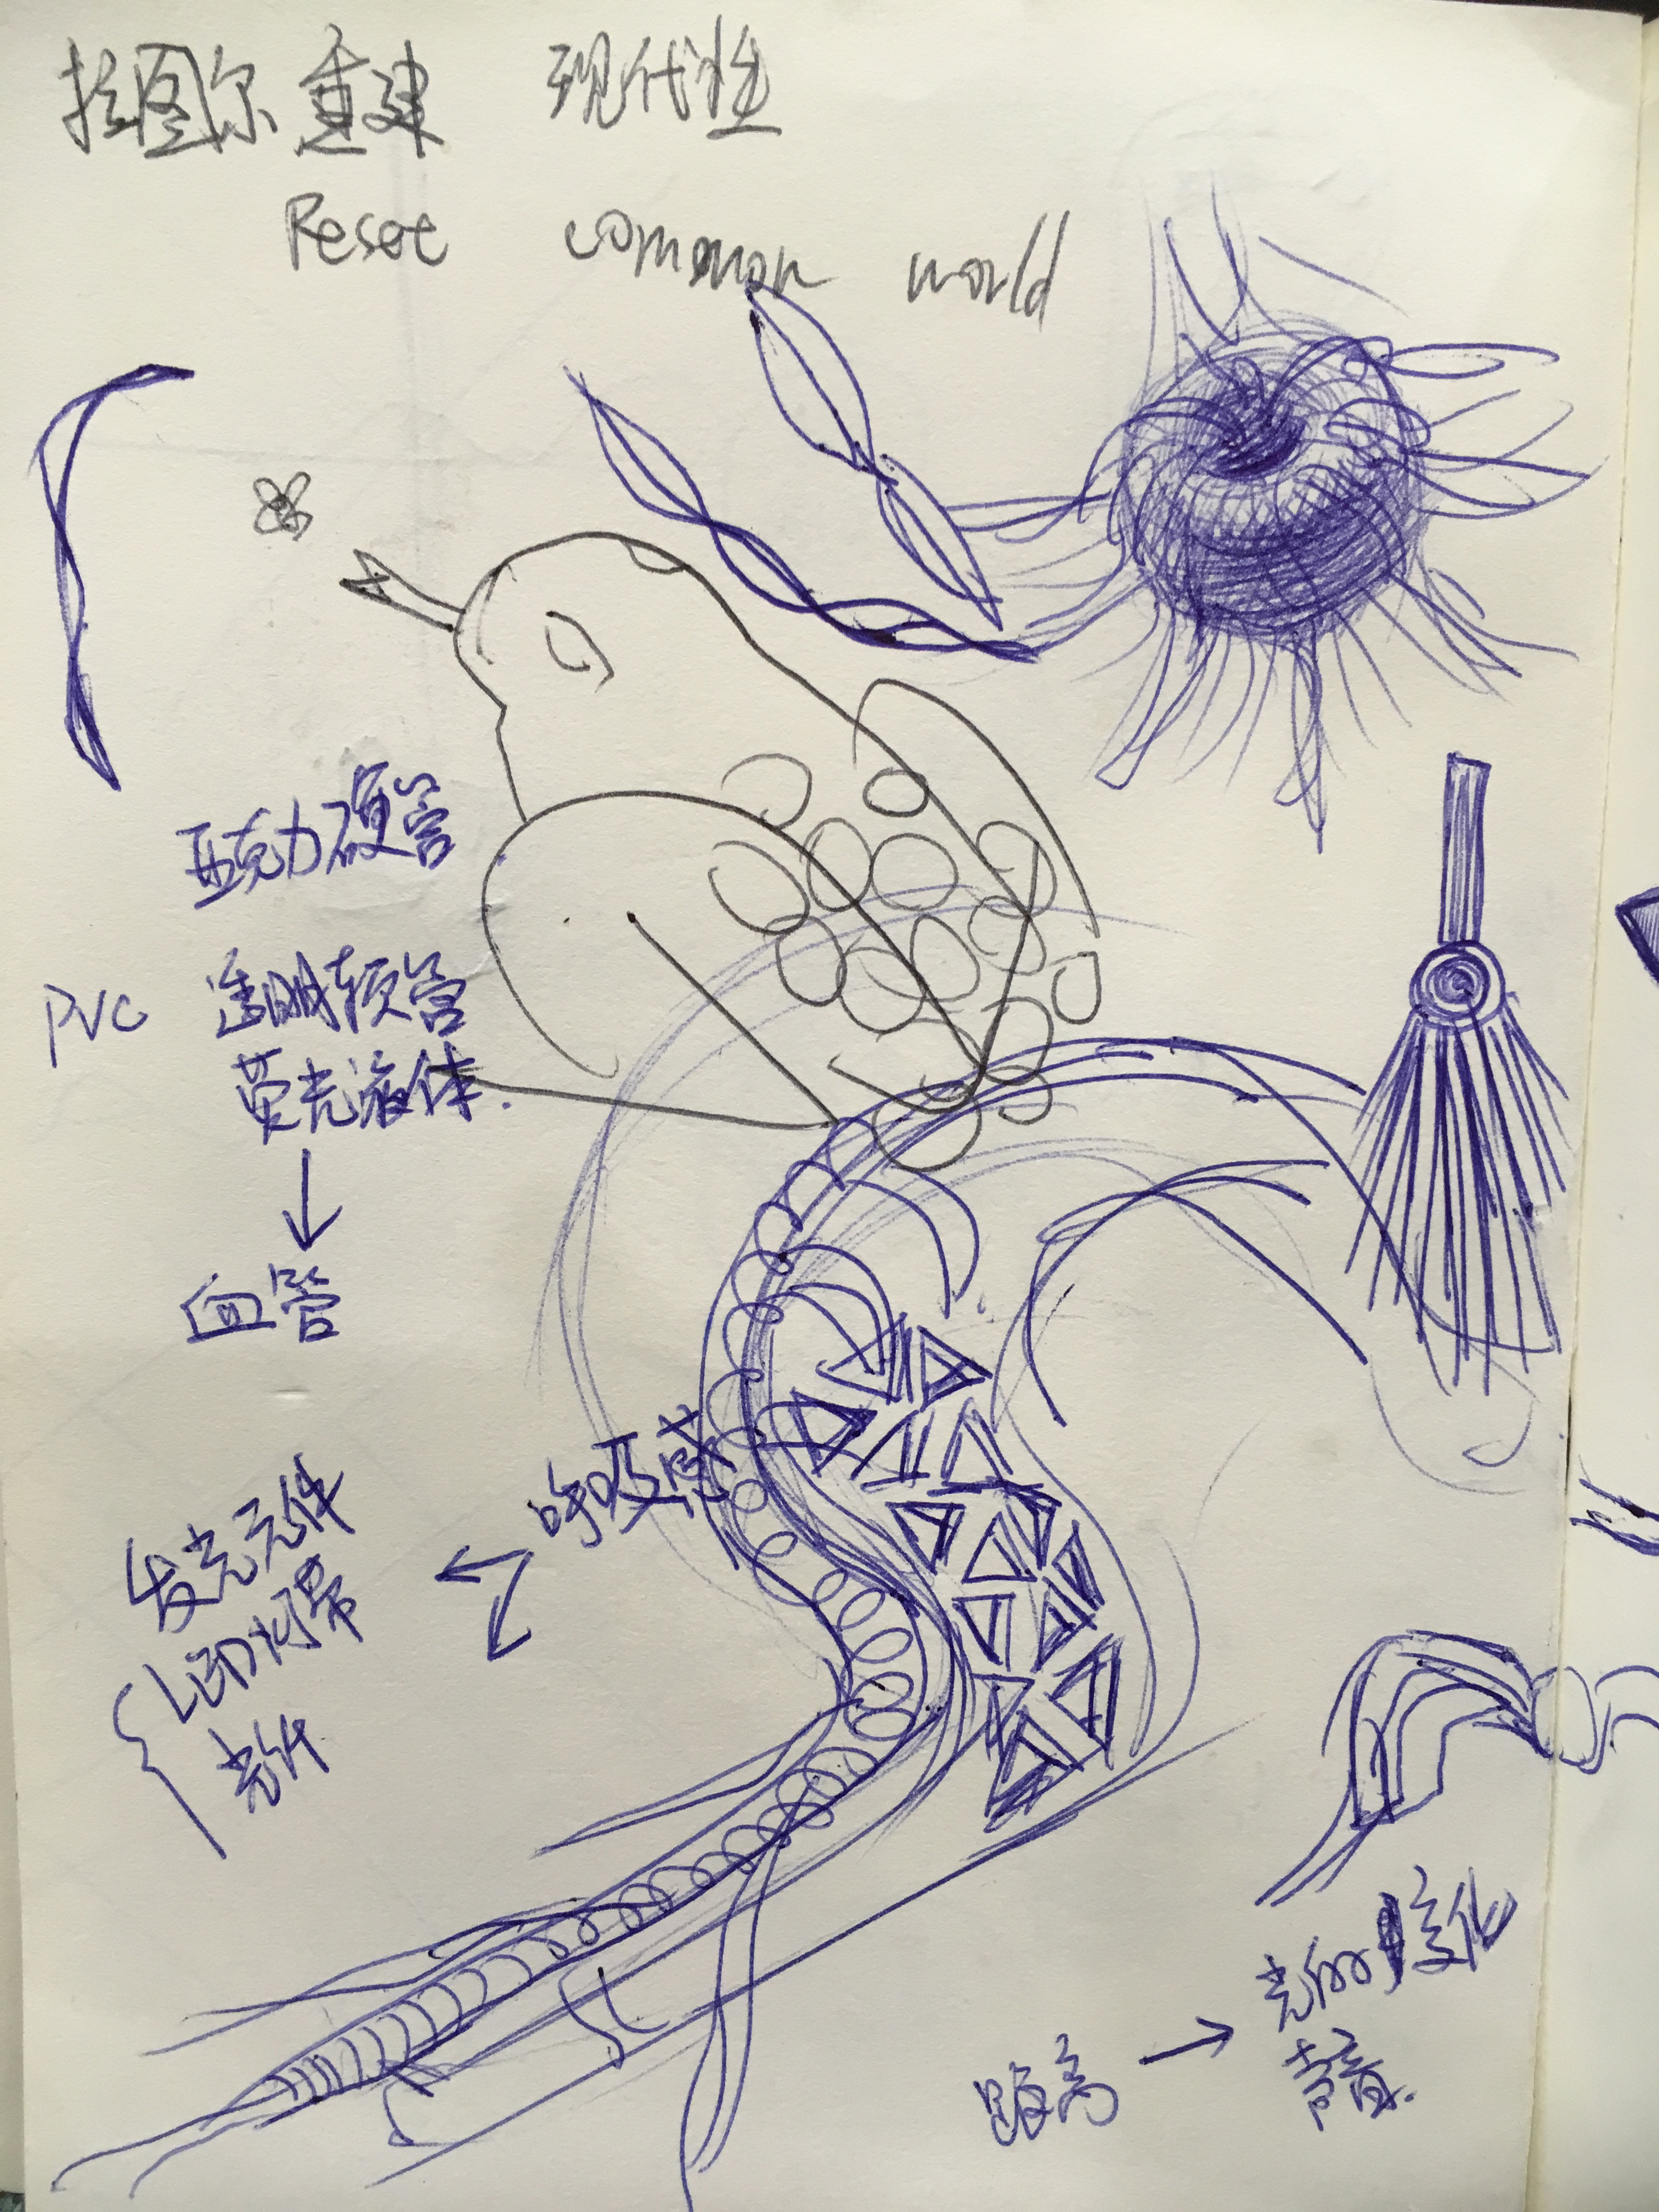 拉图尔 重建 现代性
Reset common world
亚克力硬管
PVC 透明软管
荧光液体.
↓
血管
呼吸感
发光元件
LED灯带
光纤
距离 → 光的变化
声音.